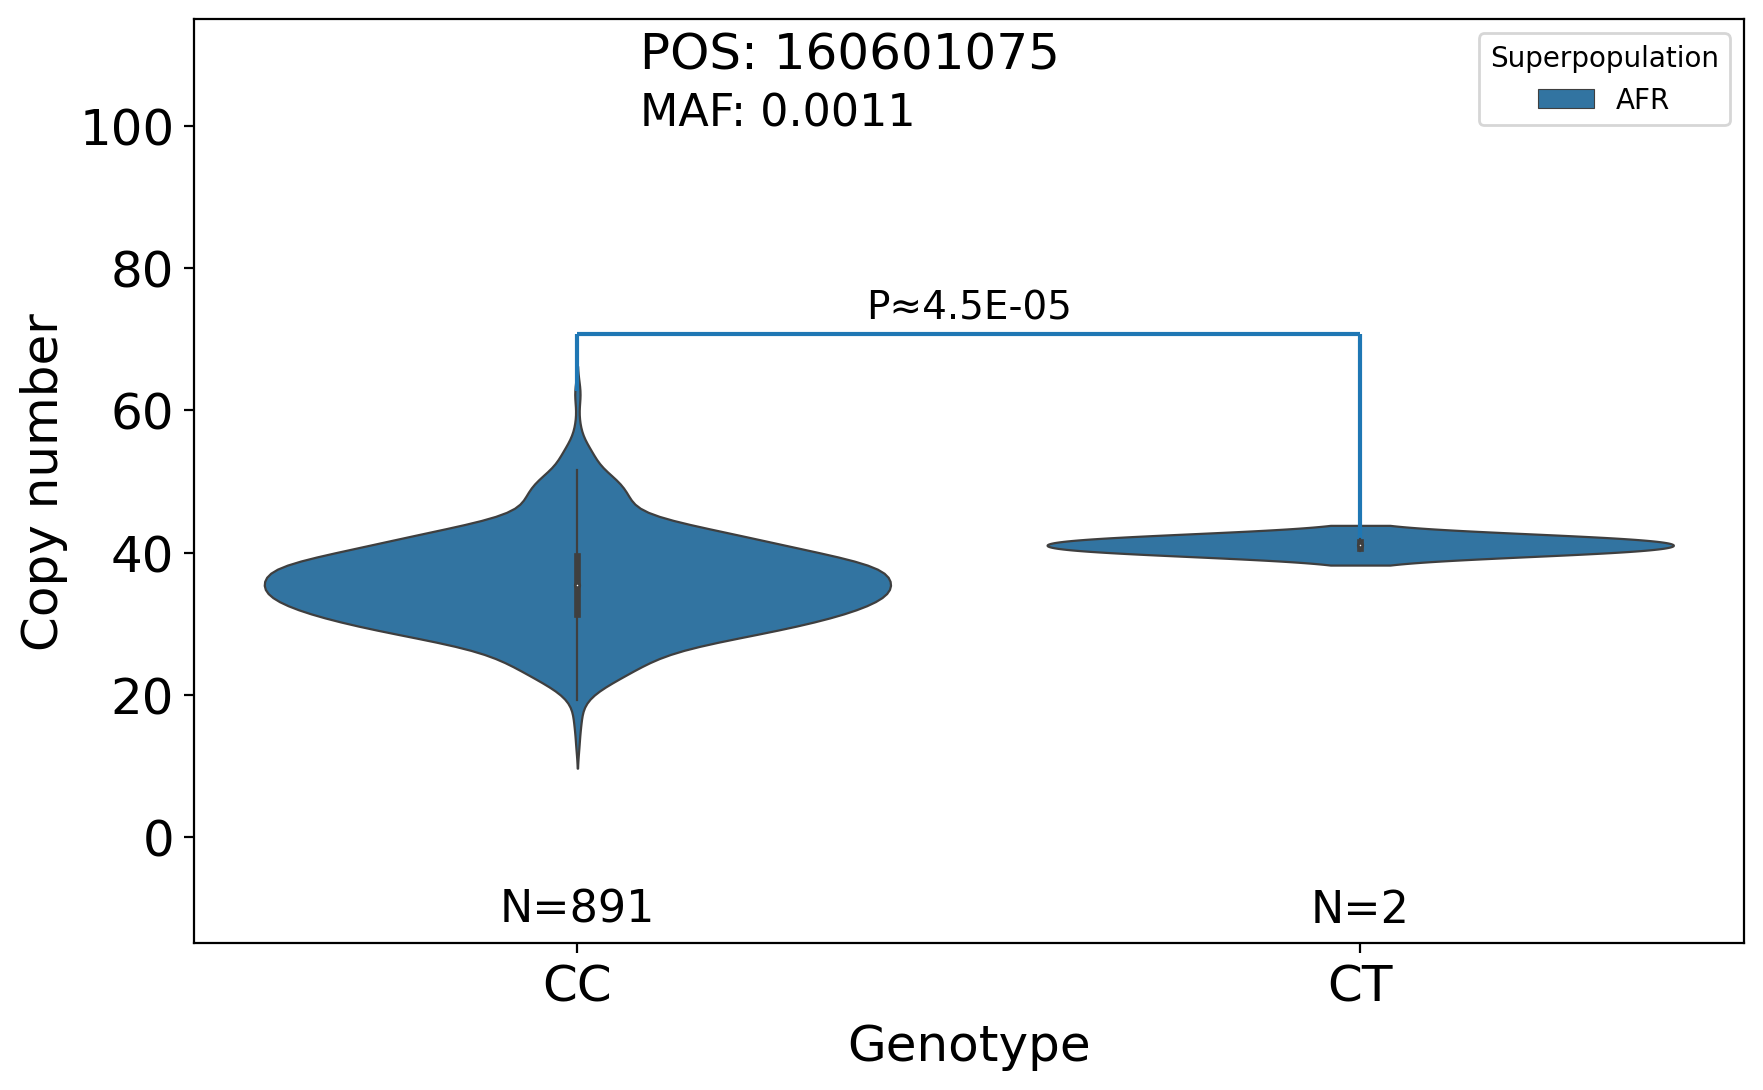 POS: 160601075
MAF: 0.0011
Superpopulation
AFR
100
80
60
40
20
0
Copy number
P≈4.5E-05
N=891
N=2
CC
CT
Genotype